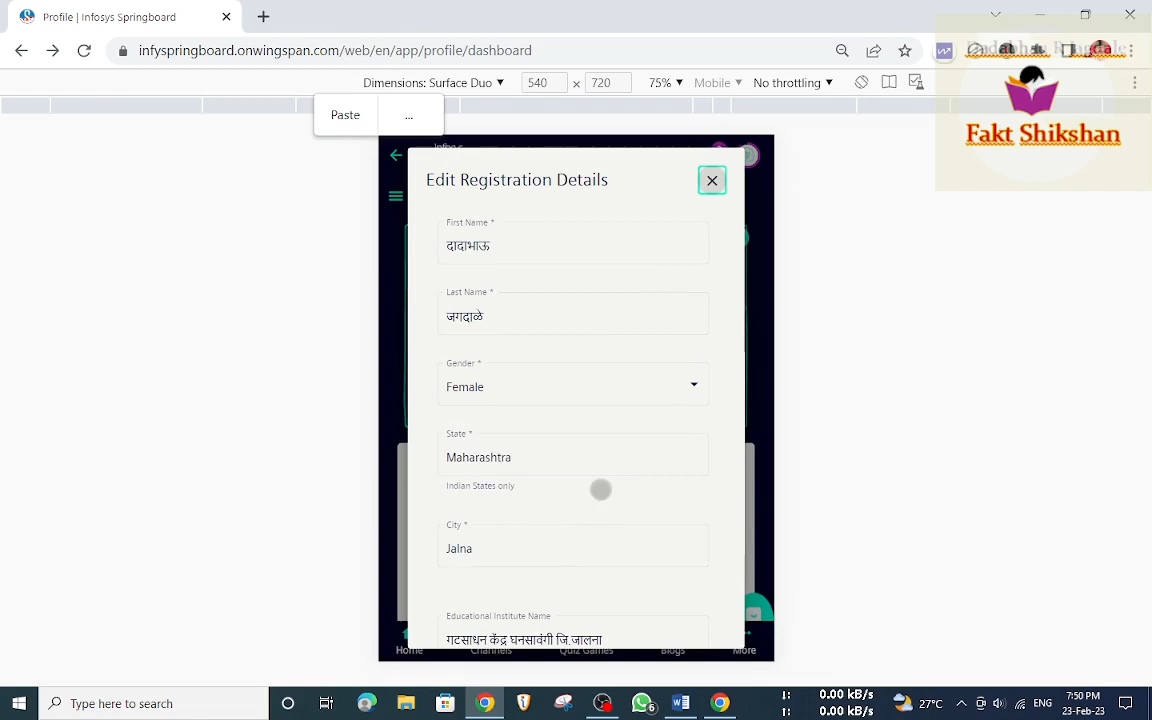 Profile | Infosys Springboard
infyspringboard.onwingspan.com/web/en/app/profile/dashboard
Dimensions: Surface Duo 540 x 720 75% Mobile No throttling
Fakt Shikshan
Paste ...
Edit Registration Details
First Name *
दादाभाऊ
Last Name *
जगदाळे
Gender *
Female
State *
Maharashtra
Indian States only
City *
Jalna
Educational Institute Name
गटसाधन केंद्र घनसावंगी जि.जालना
Home Channels Quiz Games Blogs More
Type here to search
6
27°C
0.00 kB/s
0.00 kB/s
ENG
7:50 PM
23-Feb-23